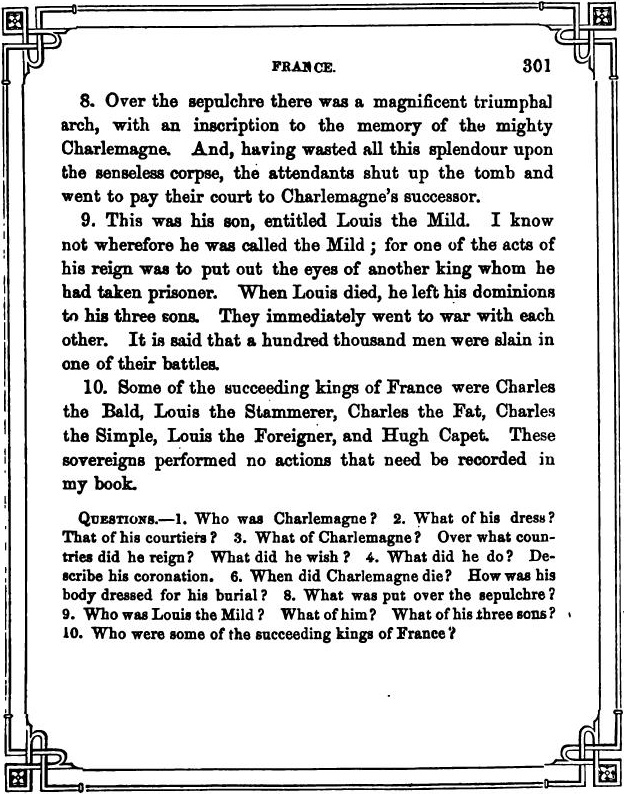 FRANCE. 301
8. Over the sepulchre there was a magnificent triumphal
arch, with an inscription to the memory of the mighty
Charlemagne. And, having wasted all this splendour upon
the senseless corpse, the attendants shut up the tomb and
went to pay their court to Charlemagne's successor.
9. This was his son, entitled Louis the Mild. I know
not wherefore he was called the Mild; for one of the acts of
his reign was to put out the eyes of another king whom he
had taken prisoner. When Louis died, he left his dominions
to his three sons. They immediately went to war with each
other. It is said that a hundred thousand men were slain in
one of their battles.
10. Some of the succeeding kings of France were Charles
the Bald, Louis the Stammerer, Charles the Fat, Charles
the Simple, Louis the Foreigner, and Hugh Capet. These
sovereigns performed no actions that need be recorded in
my book.
QUESTIONS.—1. Who was Charlemagne? 2. What of his dress?
That of his courtiers? 3. What of Charlemagne? Over what coun-
tries did he reign? What did he wish? 4. What did he do? De-
scribe his coronation. 6. When did Charlemagne die? How was his
body dressed for his burial? 8. What was put over the sepulchre?
9. Who was Louis the Mild? What of him? What of his three sons?
10. Who were some of the succeeding kings of France?